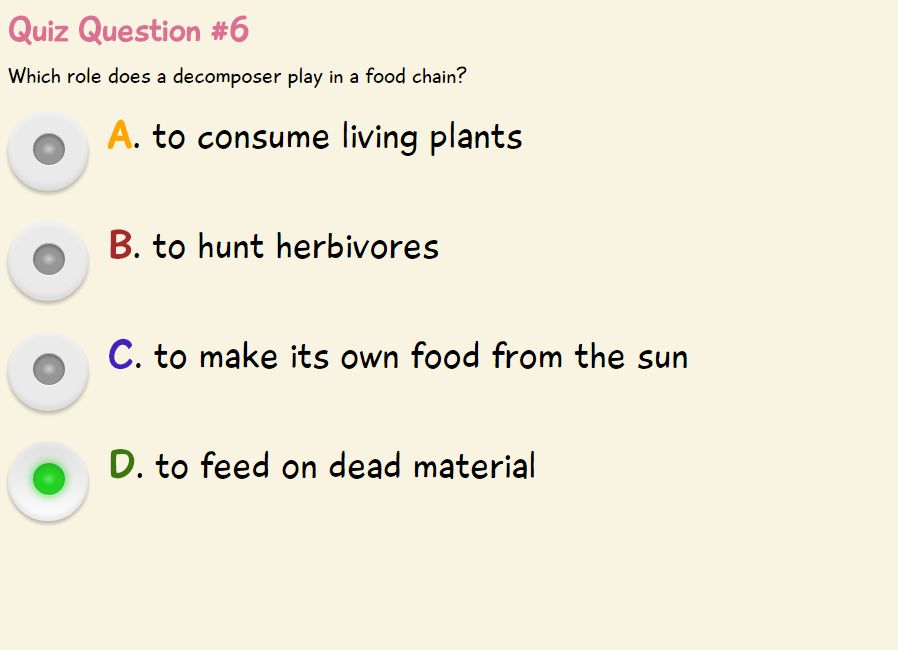 Quiz Question #6
Which role does a decomposer play in a food chain?
A. to consume living plants
B. to hunt herbivores
C. to make its own food from the sun
D. to feed on dead material